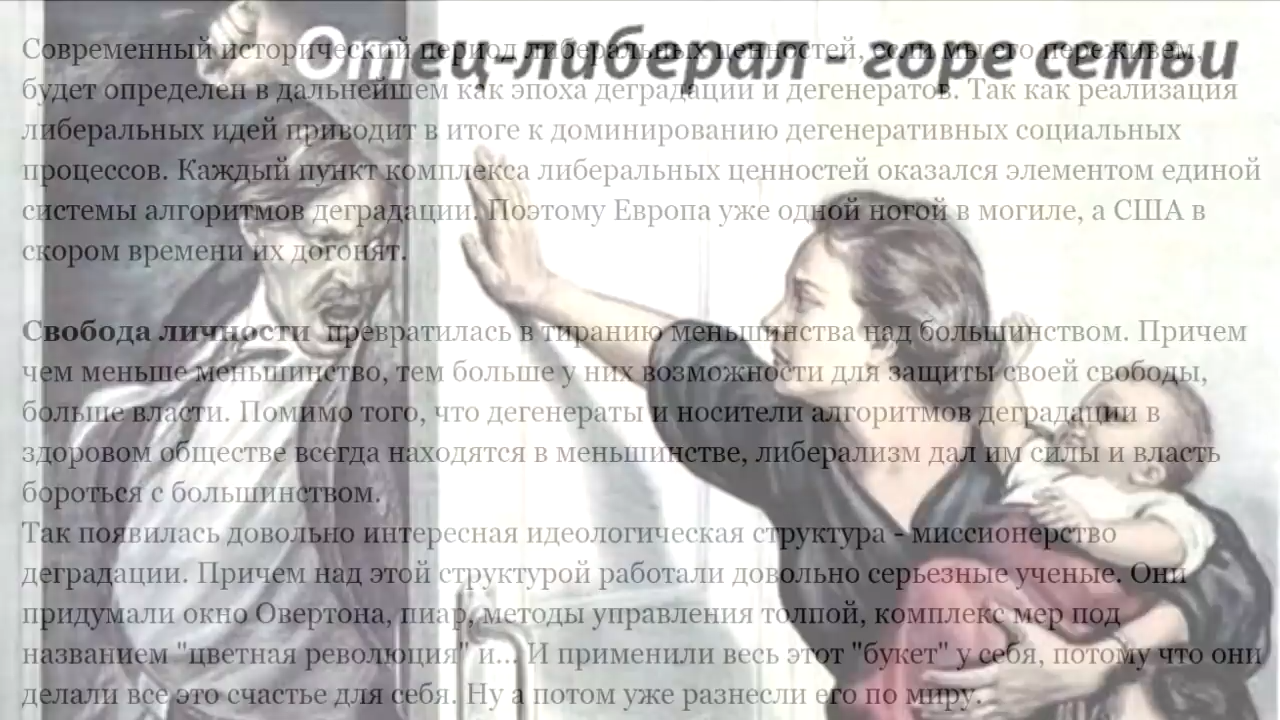 Отец-либерал - горе семьи
Современный исторический период либеральных ценностей, если мы его переживем,
будет определен в дальнейшем как эпоха деградации и дегенератов. Так как реализация
либеральных идей приводит в итоге к доминированию дегенеративных социальных
процессов. Каждый пункт комплекса либеральных ценностей оказался элементом единой
системы алгоритмов деградации. Поэтому Европа уже одной ногой в могиле, а США в
скором времени их догонят.
Свобода личности превратилась в тиранию меньшинства над большинством. Причем
чем меньше меньшинство, тем больше у них возможности для защиты своей свободы,
больше власти. Помимо того, что дегенераты и носители алгоритмов деградации в
здоровом обществе всегда находятся в меньшинстве, либерализм дал им силы и власть
бороться с большинством.
Так появилась довольно интересная идеологическая структура - миссионерство
деградации. Причем над этой структурой работали довольно серьезные ученые. Они
придумали окно Овертона, пиар, методы управления толпой, комплекс мер под
названием "цветная революция" и... И применили весь этот "букет" у себя, потому что они
делали все это счастье для себя. Ну а потом уже разнесли его по миру.